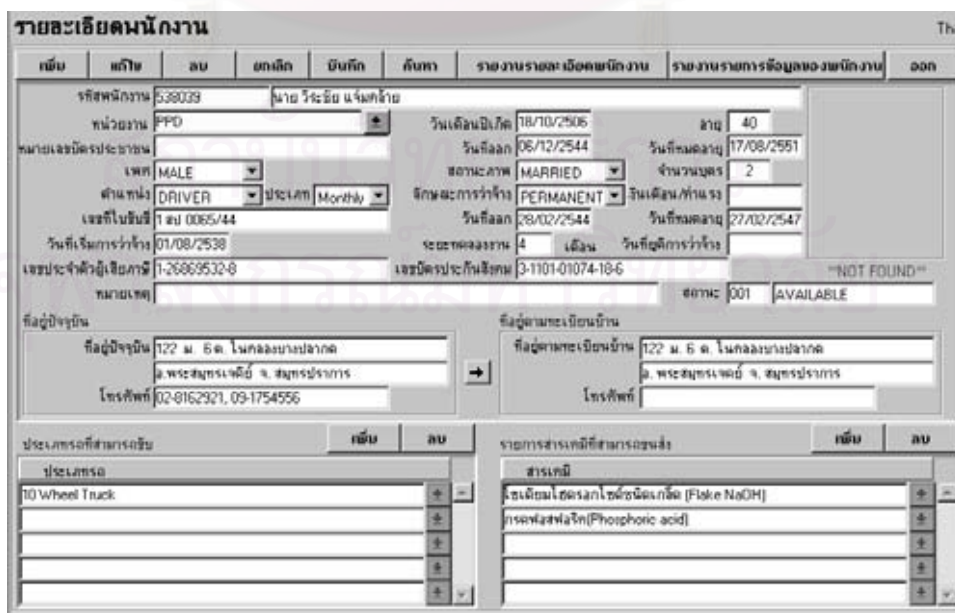 รายละเอียดพนักงาน Tha
เพิ่ม แก้ไข ลบ ยกเลิก บันทึก ค้นหา รายงานรายละเอียดพนักงาน รายงานรายการข้อมูลของพนักงาน ออก
รหัสพนักงาน 538039 นาย วีระชัย แจ่มคล้าย
หน่วยงาน PPD วันเดือนปีเกิด 18/10/2506 อายุ 40
หมายเลขบัตรประชาชน วันที่ออก 06/12/2544 วันที่หมดอายุ 17/08/2551
เพศ MALE สถานะภาพ MARRIED จำนวนบุตร 2
ตำแหน่ง DRIVER ประเภท Monthly ลักษณะการว่าจ้าง PERMANENT เงินเดือน/ค่าแรง
เลขที่ใบขับขี่ 1 สป 0065/44 วันที่ออก 28/02/2544 วันที่หมดอายุ 27/02/2547
วันที่เริ่มการว่าจ้าง 01/08/2538 ระยะทดลองงาน 4 เดือน วันที่ยุติการว่าจ้าง
เลขประจำตัวผู้เสียภาษี 1-26869532-8 เลขบัตรประกันสังคม 3-1101-01074-18-6 **NOT FOUND**
หมายเหตุ สถานะ 001 AVAILABLE
ที่อยู่ปัจจุบัน ที่อยู่ตามทะเบียนบ้าน
ที่อยู่ปัจจุบัน 122 ม. 6 ต. ในคลองบางปลากด ที่อยู่ตามทะเบียนบ้าน 122 ม. 6 ต. ในคลองบางปลากด
อ.พระสมุทรเจดีย์ จ. สมุทรปราการ อ. พระสมุทรเจดีย์ จ. สมุทรปราการ
โทรศัพท์ 02-8162921, 09-1754556 โทรศัพท์
ประเภทรถที่สามารถขับ เพิ่ม ลบ รายการสารเคมีที่สามารถขนส่ง เพิ่ม ลบ
ประเภทรถ สารเคมี
10 Wheel Truck โซเดียมไฮดรอกไซด์ชนิดเกล็ด (Flake NaOH)
กรดฟอสฟอริก(Phosphoric acid)